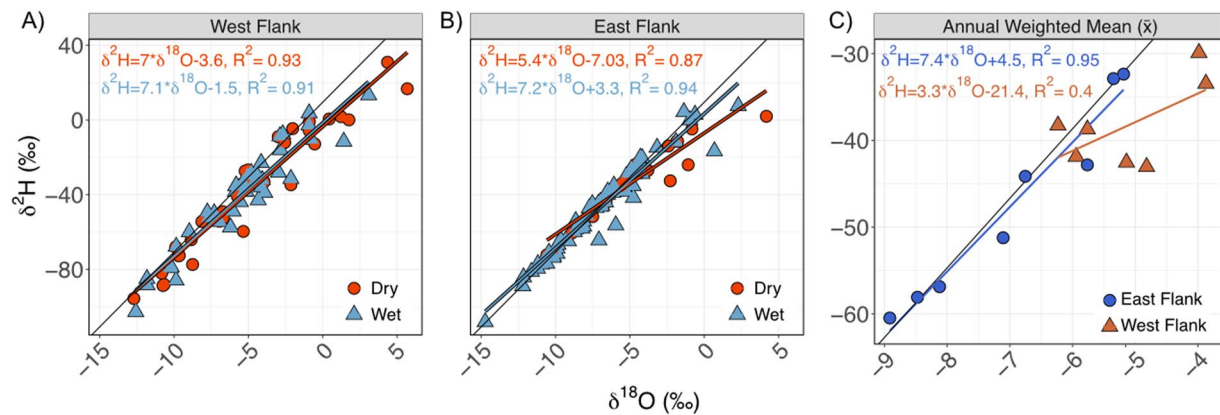 A)
West Flank
δ²H=7*δ¹⁸O-3.6, R²= 0.93
δ²H=7.1*δ¹⁸O-1.5, R²= 0.91
40
0
−40
−80
−15
−10
−5
0
5
Dry
Wet
δ²H (‰)
B)
East Flank
δ²H=5.4*δ¹⁸O-7.03, R²= 0.87
δ²H=7.2*δ¹⁸O+3.3, R²= 0.94
−15
−10
−5
0
5
Dry
Wet
δ¹⁸O (‰)
C)
Annual Weighted Mean (x̄)
δ²H=7.4*δ¹⁸O+4.5, R²= 0.95
δ²H=3.3*δ¹⁸O-21.4, R²= 0.4
−30
−40
−50
−60
−9
−8
−7
−6
−5
−4
East Flank
West Flank